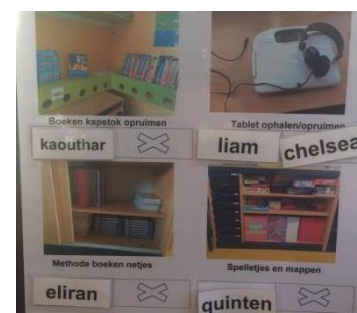 Boeken kapstok opruimen
Tablet ophalen/opruimen
kaouthar
liam
chelsea
Methode boeken netjes
Spelletjes en mappen
eliran
quinten